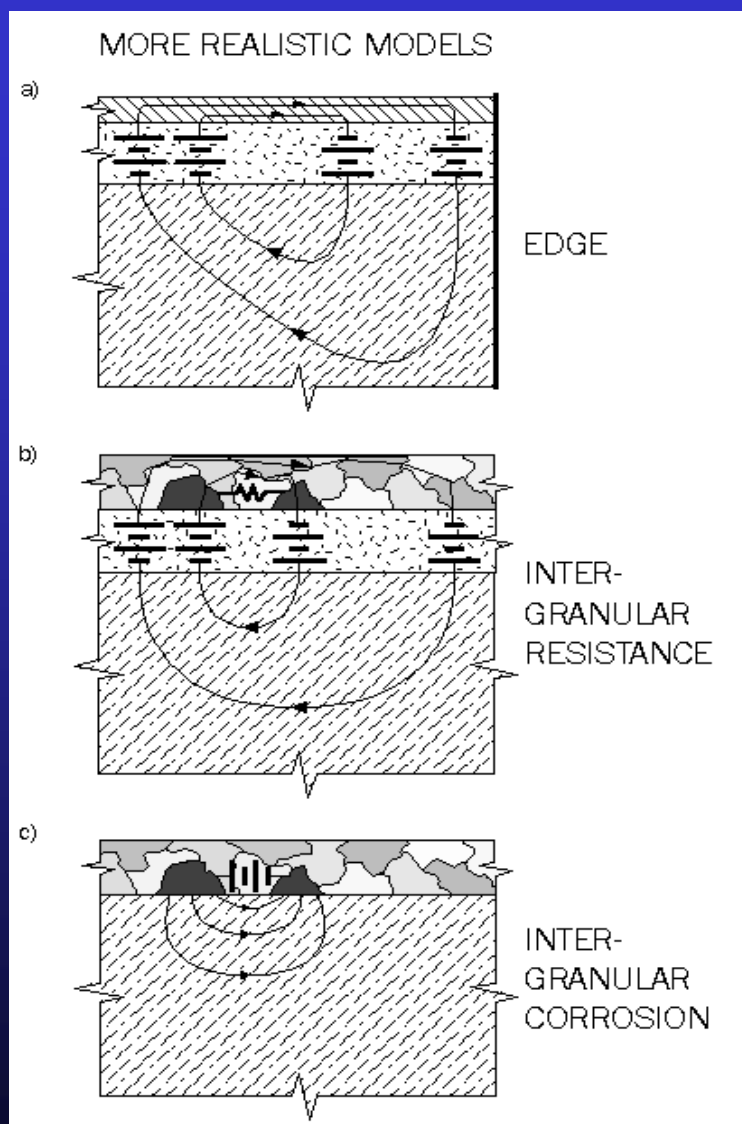 MORE REALISTIC MODELS
a)
EDGE
b)
INTER-
GRANULAR
RESISTANCE
c)
INTER-
GRANULAR
CORROSION